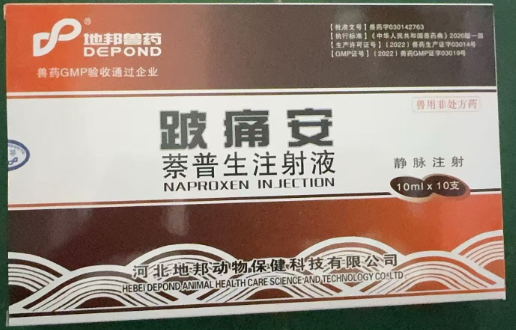 地邦兽药
DEPOND
兽药GMP验收通过企业
【批准文号】兽药字030142763
【执行标准】《中华人民共和国兽药典》2020版一部
【生产许可证号】(2022)兽药生产证字03014号
【GMP证号】(2022)兽药GMP证字03019号
兽用非处方药
跛痛安
萘普生注射液
NAPROXEN INJECTION
静脉注射
10ml x 10支
河北地邦动物保健科技有限公司
HEBEI DEPOND ANIMAL HEALTH CARE SCIENCE AND TECHNOLOGY CO.LTD